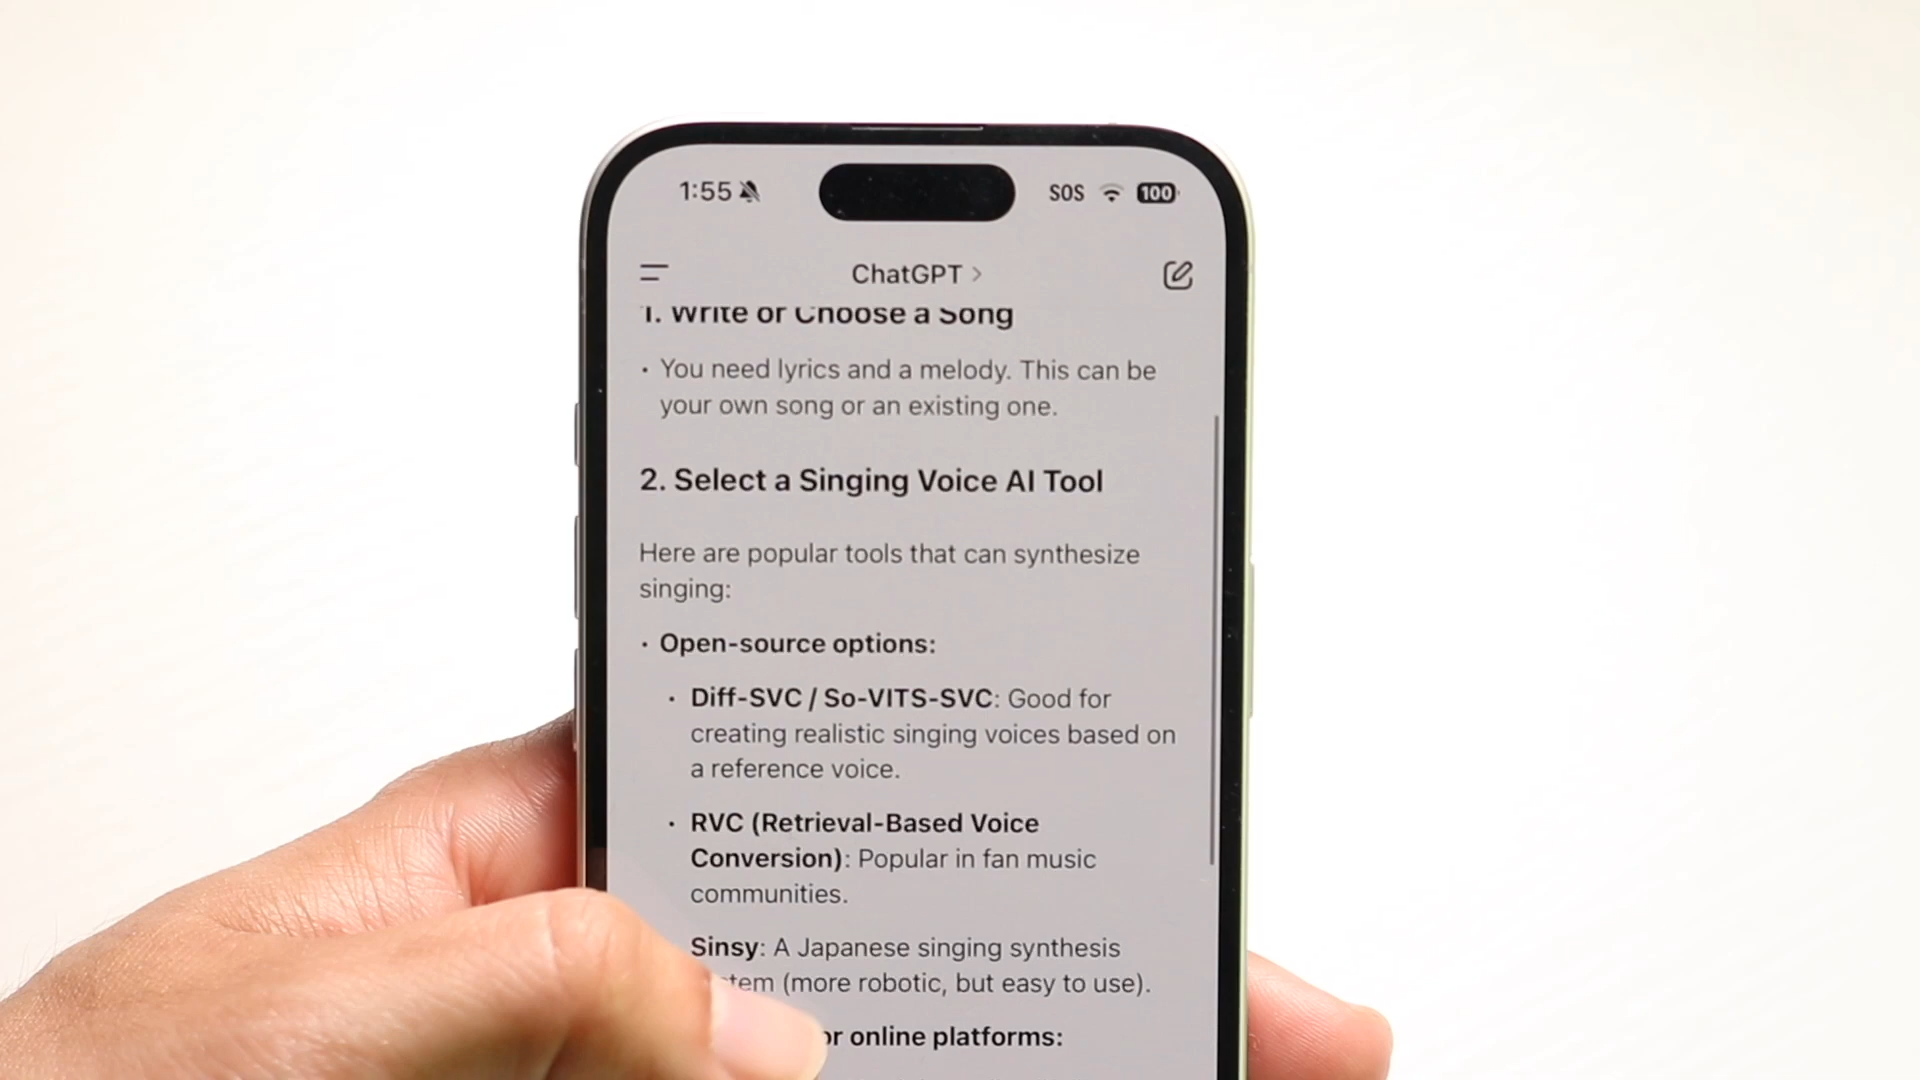 1:55 SOS 100
ChatGPT >
1. Write or Choose a Song
· You need lyrics and a melody. This can be
your own song or an existing one.
2. Select a Singing Voice AI Tool
Here are popular tools that can synthesize
singing:
· Open-source options:
· Diff-SVC / So-VITS-SVC: Good for
creating realistic singing voices based on
a reference voice.
· RVC (Retrieval-Based Voice
Conversion): Popular in fan music
communities.
Sinsy: A Japanese singing synthesis
(more robotic, but easy to use).
or online platforms: